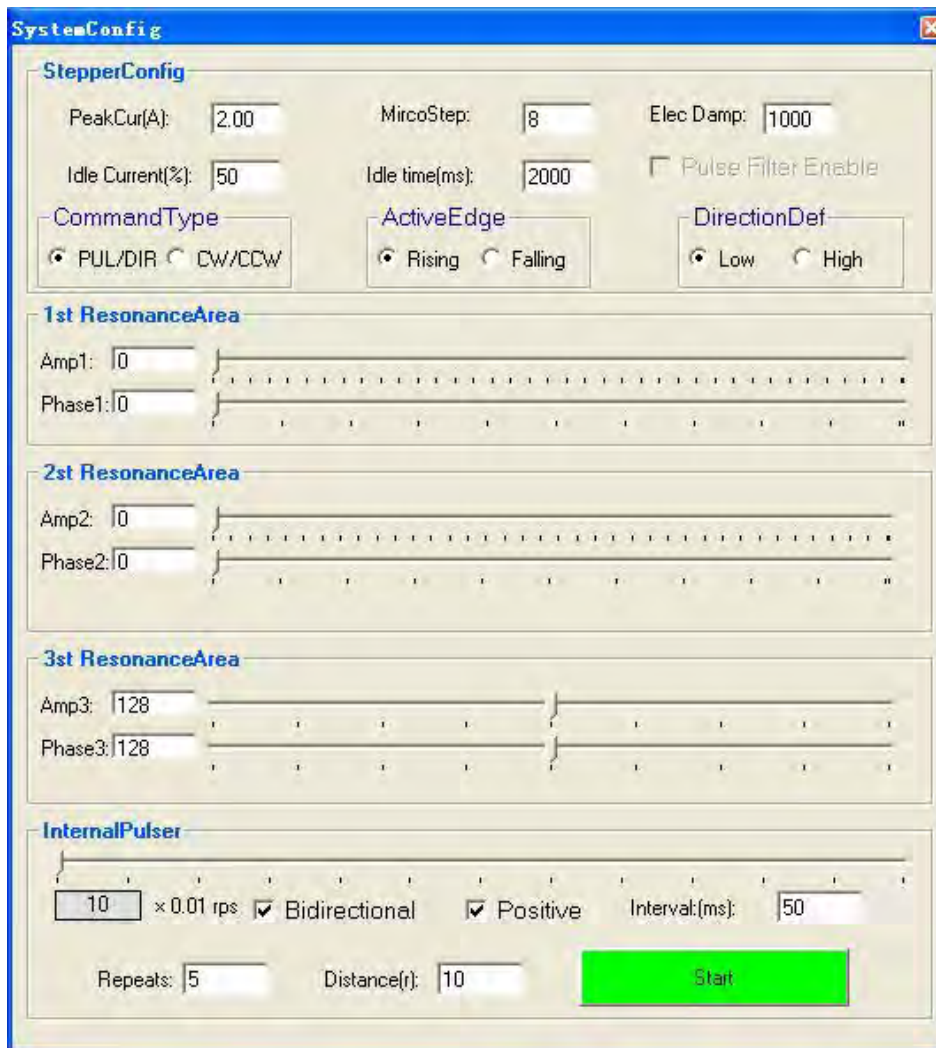 SystemConfig
StepperConfig
PeakCur(A): 2.00 MircoStep: 8 Elec Damp: 1000
Idle Current(%): 50 Idle time(ms): 2000 Pulse Filter Enable
CommandType ActiveEdge DirectionDef
PUL/DIR CW/CCW Rising Falling Low High
1st ResonanceArea
Amp1: 0
Phase1: 0
2st ResonanceArea
Amp2: 0
Phase2: 0
3st ResonanceArea
Amp3: 128
Phase3: 128
InternalPulser
10 × 0.01 rps Bidirectional Positive Interval:(ms): 50
Repeats: 5 Distance(r): 10 Start